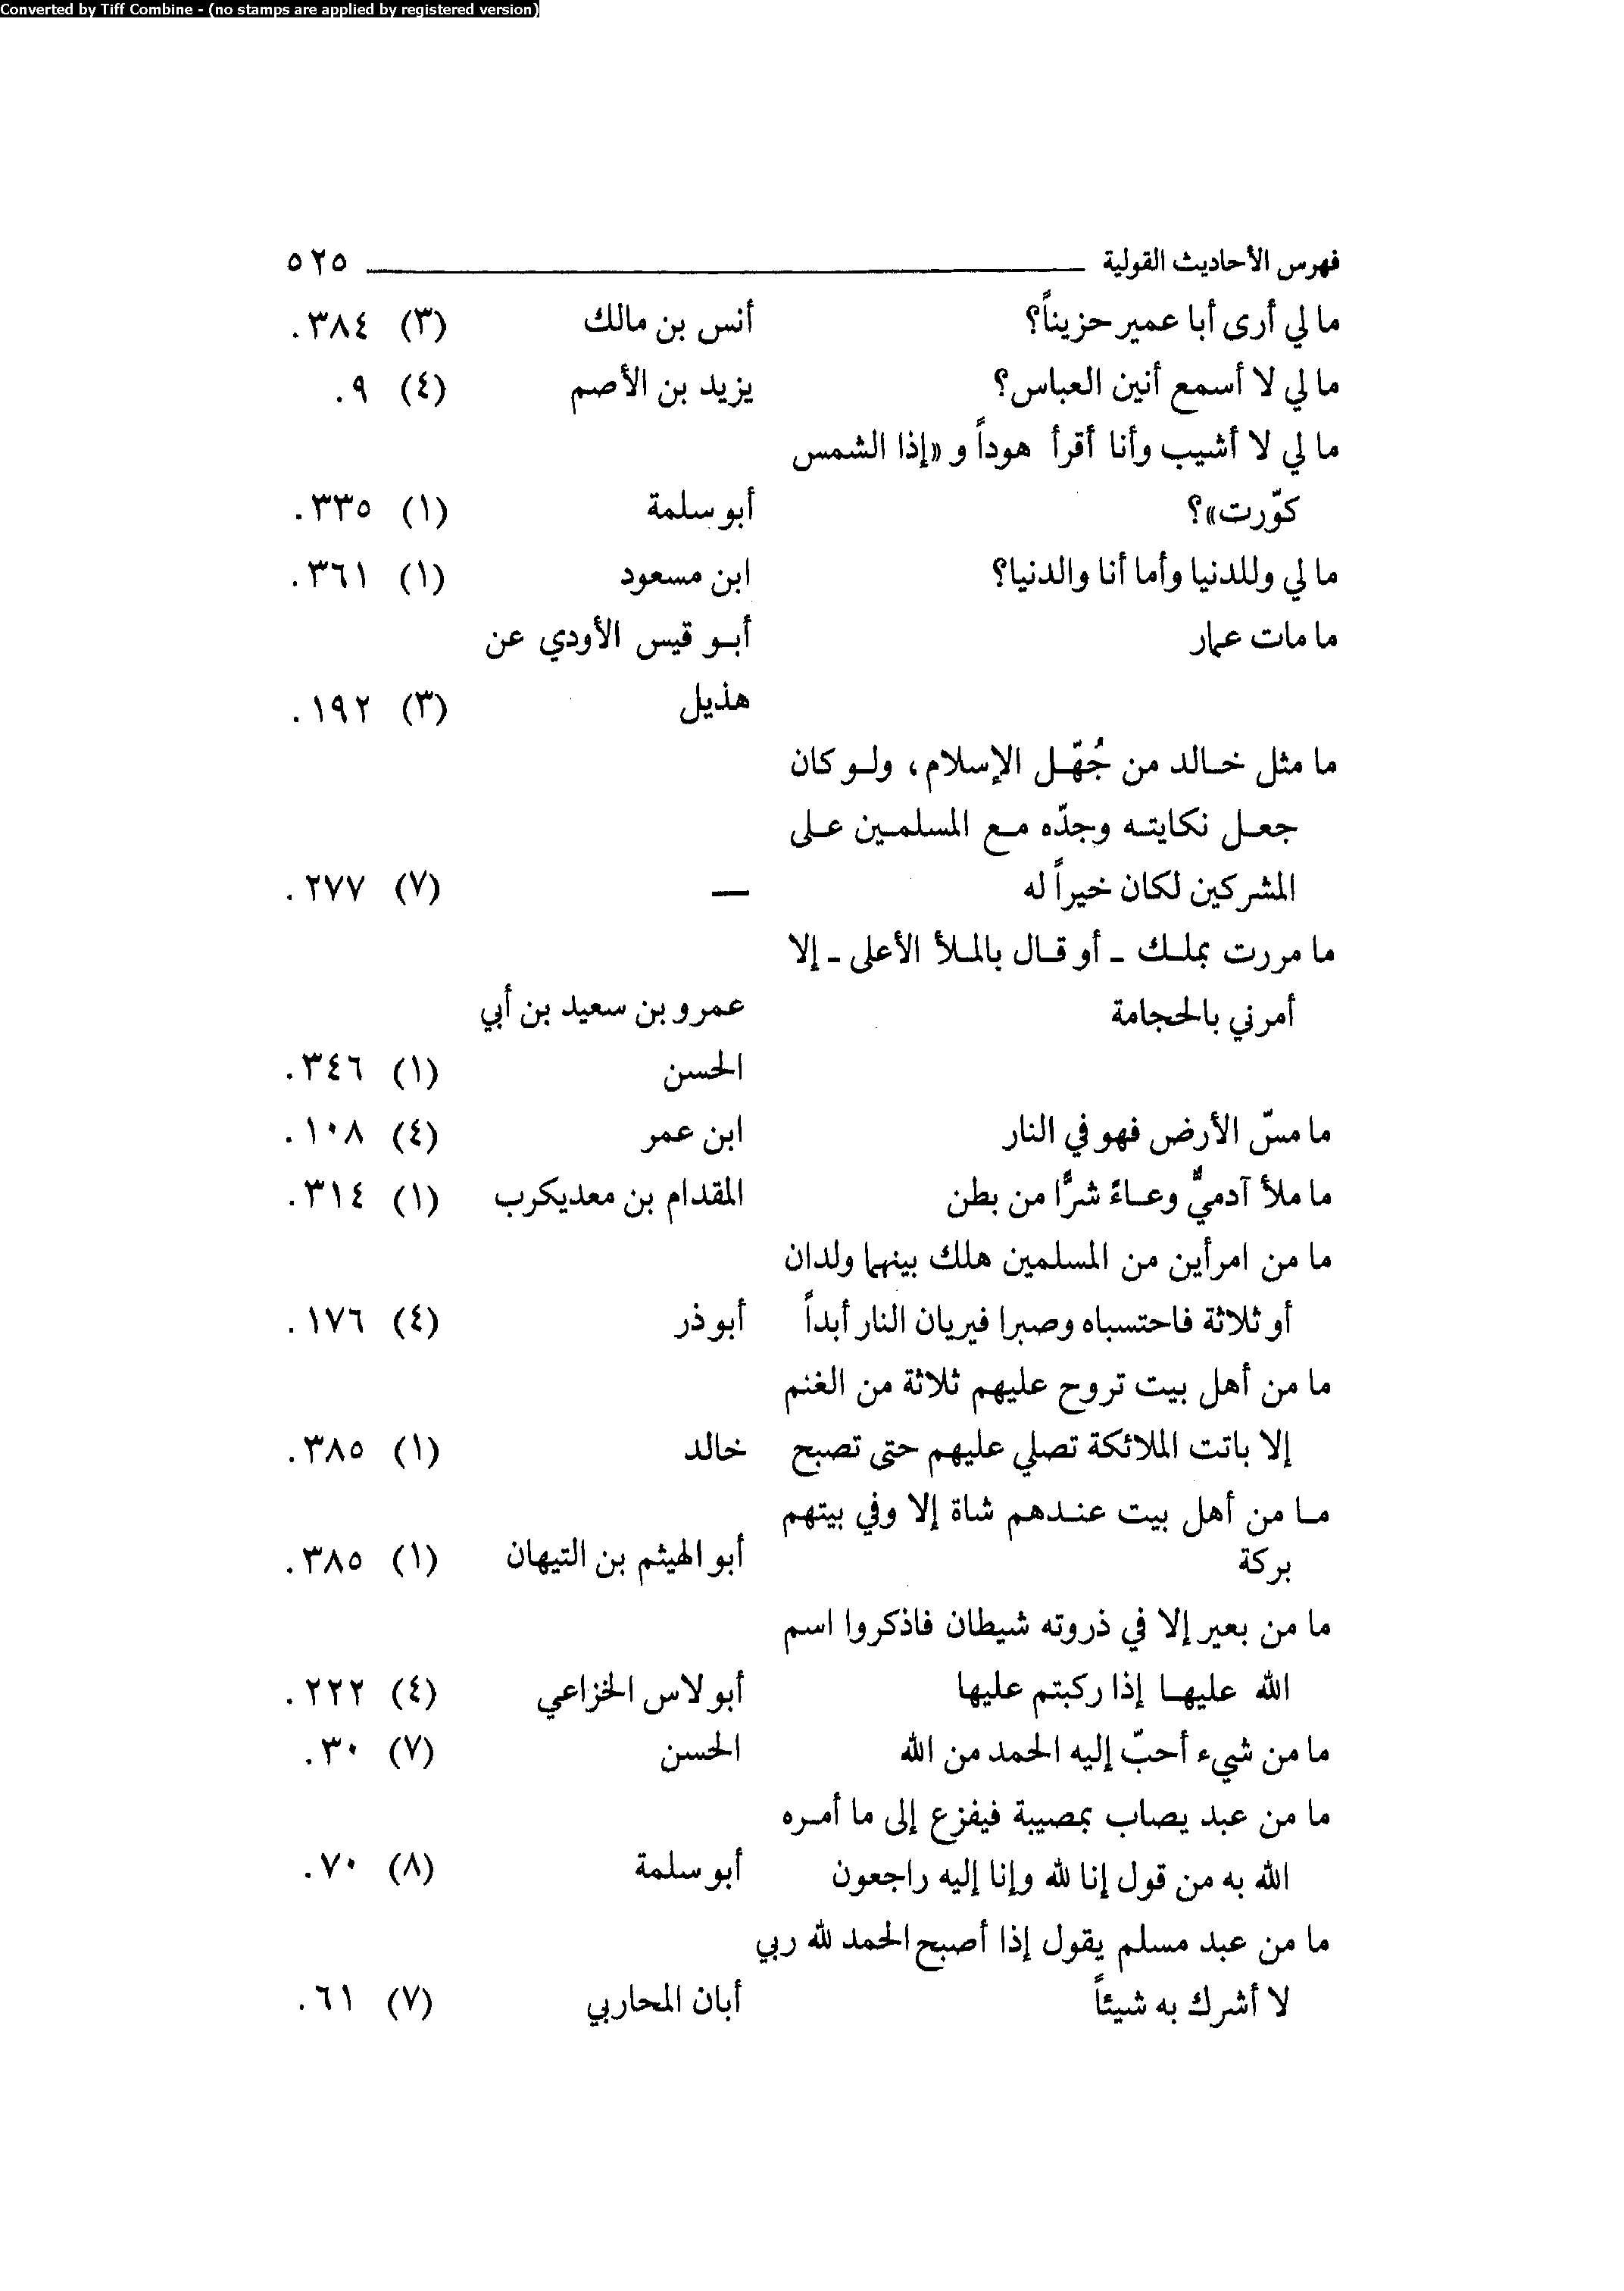 Converted by Tiff Combine - (no stamps are applied by registered version)
فهرس الأحاديث القولية ٥٢٥
ما لي أرى أبا عمير حزيناً؟ أنس بن مالك (٣) ٣٨٤.
ما لي لا أسمع أنين العباس؟ يزيد بن الأصم (٤) ٩.
ما لي لا أشيب وأنا أقرأ هوداً و «إذا الشمس
كوّرت»؟ أبو سلمة (١) ٣٣٥.
ما لي وللدنيا وأما أنا والدنيا؟ ابن مسعود (١) ٣٦١.
ما مات عمار أبو قيس الأودي عن
هذيل (٣) ١٩٢.
ما مثل خالد من جُهّل الإسلام، ولو كان
جعل نكايته وجدّه مع المسلمين على
المشركين لكان خيراً له — (٧) ٢٧٧.
ما مررت بملك - أو قال بالملأ الأعلى - إلا
أمرني بالحجامة عمرو بن سعيد بن أبي
الحسن (١) ٣٤٦.
ما مسّ الأرض فهو في النار ابن عمر (٤) ١٠٨.
ما ملأ آدميٌّ وعاءً شرًّا من بطن المقدام بن معديكرب (١) ٣١٤.
ما من امرأين من المسلمين هلك بينهما ولدان
أو ثلاثة فاحتسباه وصبرا فيريان النار أبداً أبو ذر (٤) ١٧٦.
ما من أهل بيت تروح عليهم ثلاثة من الغنم
إلا باتت الملائكة تصلي عليهم حتى تصبح خالد (١) ٣٨٥.
ما من أهل بيت عندهم شاة إلا وفي بيتهم
بركة أبو الهيثم بن التيهان (١) ٣٨٥.
ما من بعير إلا في ذروته شيطان فاذكروا اسم
الله عليها إذا ركبتم عليها أبو لاس الخزاعي (٤) ٢٢٢.
ما من شيء أحبّ إليه الحمد من الله الحسن (٧) ٣٠.
ما من عبد يصاب بمصيبة فيفزع إلى ما أمره
الله به من قول إنا لله وإنا إليه راجعون أبو سلمة (٨) ٧٠.
ما من عبد مسلم يقول إذا أصبح الحمد لله ربي
لا أشرك به شيئاً أبان المحاربي (٧) ٦١.